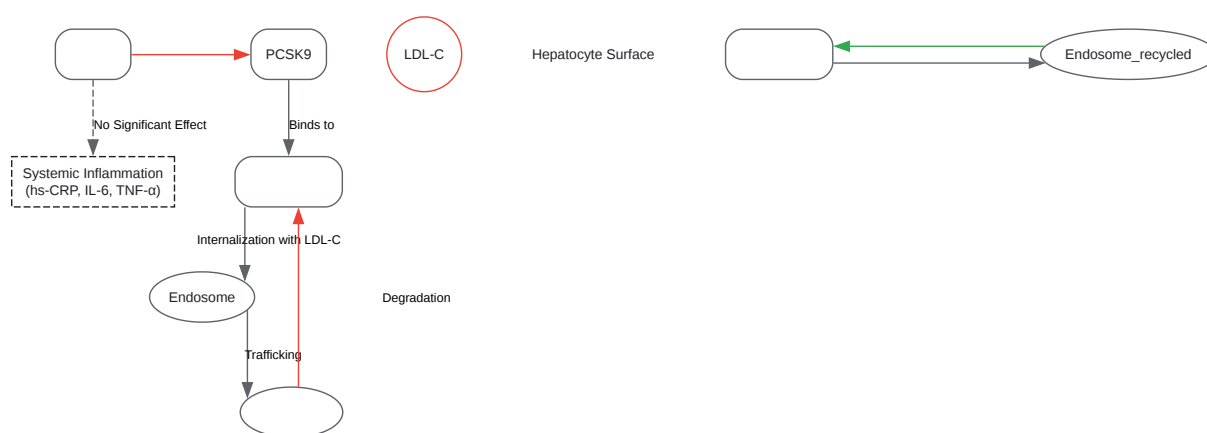 PCSK9
LDL-C
Hepatocyte Surface
Endosome_recycled
No Significant Effect
Binds to
Systemic Inflammation
(hs-CRP, IL-6, TNF-α)
Internalization with LDL-C
Endosome
Degradation
Trafficking